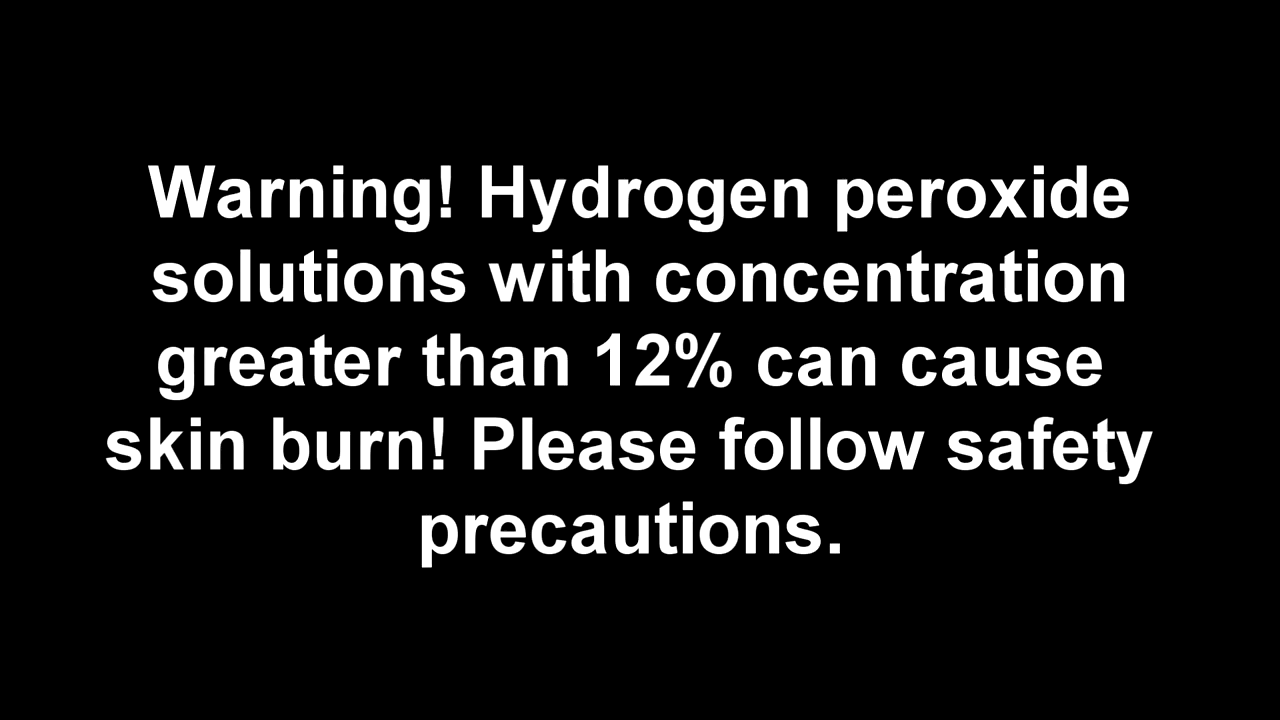 Warning! Hydrogen peroxide
solutions with concentration
greater than 12% can cause
skin burn! Please follow safety
precautions.